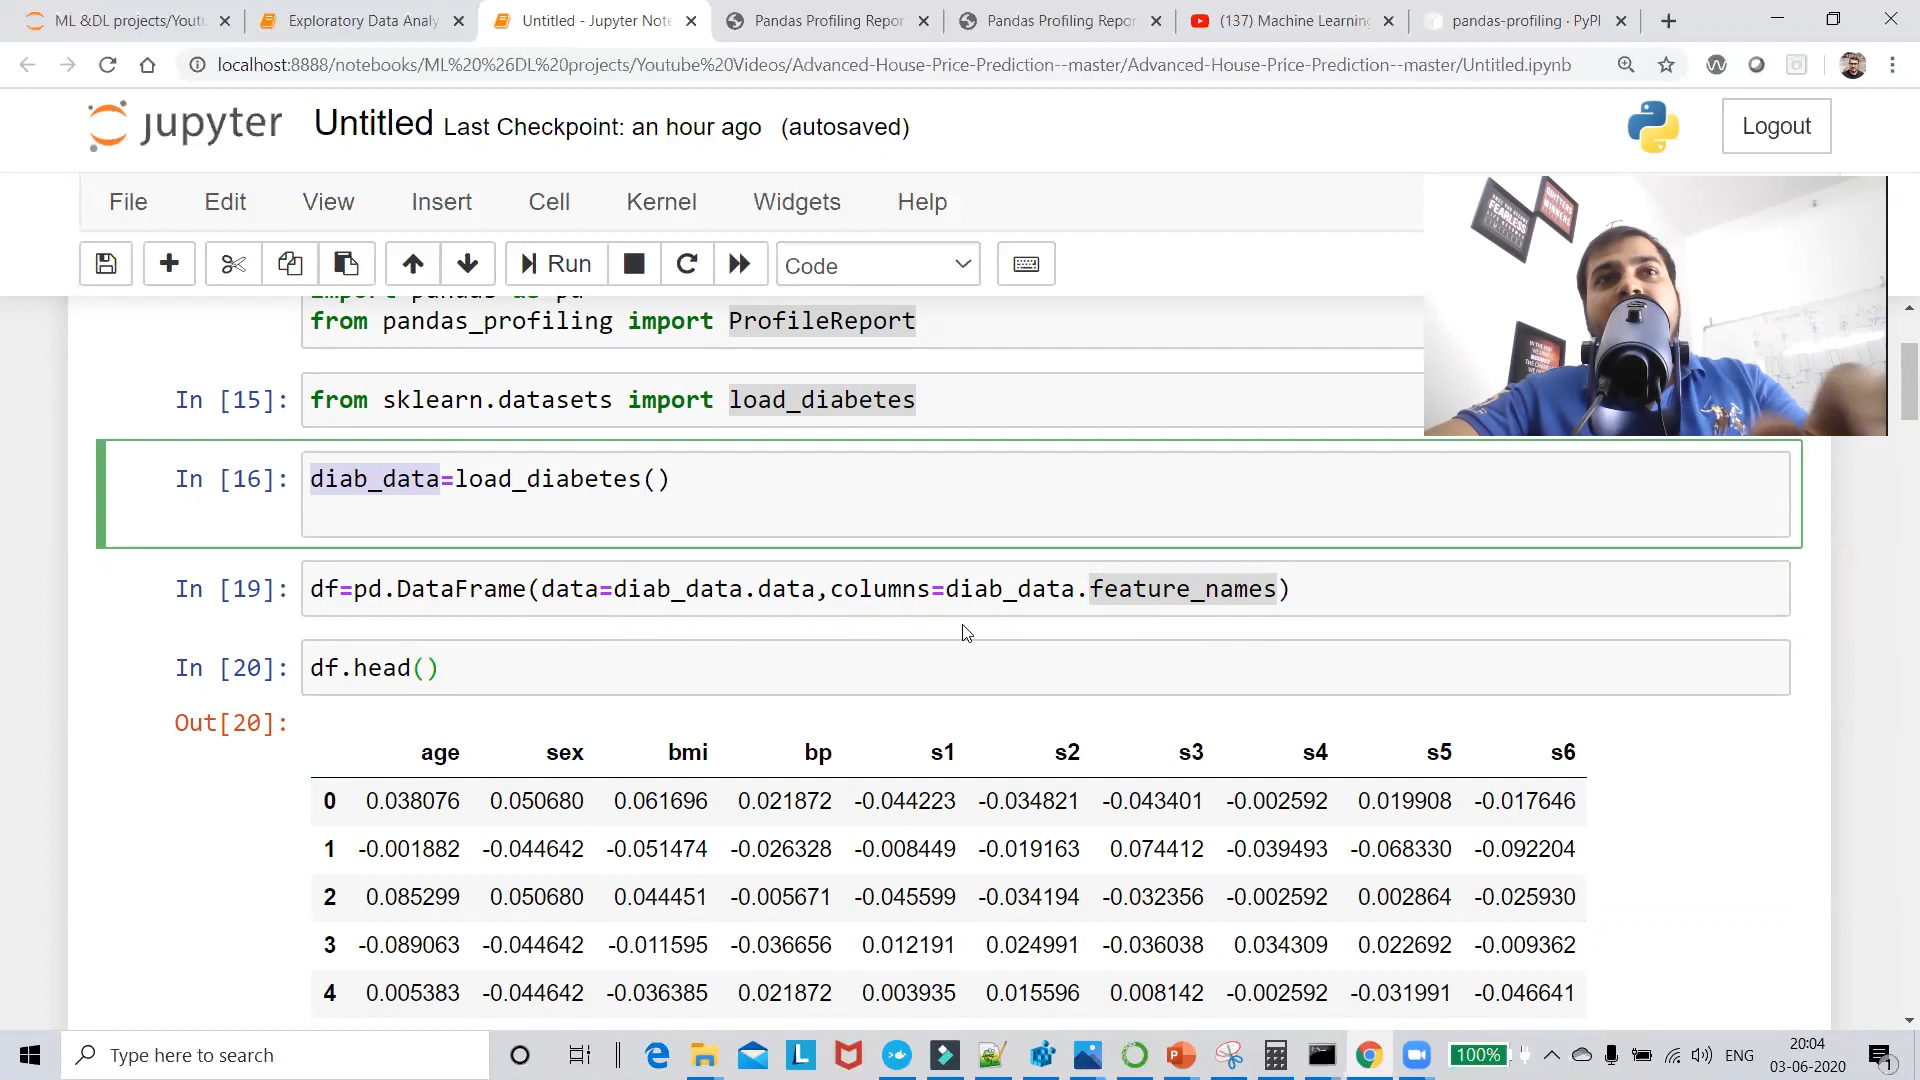 ML &DL projects/Youtu
Exploratory Data Analy
Untitled - Jupyter Note
Pandas Profiling Repor
Pandas Profiling Repor
(137) Machine Learning
pandas-profiling · PyPI
localhost:8888/notebooks/ML%20%26DL%20projects/Youtube%20Videos/Advanced-House-Price-Prediction--master/Advanced-House-Price-Prediction--master/Untitled.ipynb
jupyter Untitled Last Checkpoint: an hour ago (autosaved)
Logout
File Edit View Insert Cell Kernel Widgets Help
Run Code
FEARLESS
QUITTERS
WINNERS
import pandas as pd
from pandas_profiling import ProfileReport
In [15]: from sklearn.datasets import load_diabetes
In [16]: diab_data=load_diabetes()
In [19]: df=pd.DataFrame(data=diab_data.data,columns=diab_data.feature_names)
In [20]: df.head()
Out[20]:
age sex bmi bp s1 s2 s3 s4 s5 s6
0 0.038076 0.050680 0.061696 0.021872 -0.044223 -0.034821 -0.043401 -0.002592 0.019908 -0.017646
1 -0.001882 -0.044642 -0.051474 -0.026328 -0.008449 -0.019163 0.074412 -0.039493 -0.068330 -0.092204
2 0.085299 0.050680 0.044451 -0.005671 -0.045599 -0.034194 -0.032356 -0.002592 0.002864 -0.025930
3 -0.089063 -0.044642 -0.011595 -0.036656 0.012191 0.024991 -0.036038 0.034309 0.022692 -0.009362
4 0.005383 -0.044642 -0.036385 0.021872 0.003935 0.015596 0.008142 -0.002592 -0.031991 -0.046641
Type here to search
100%
ENG
20:04
03-06-2020
1